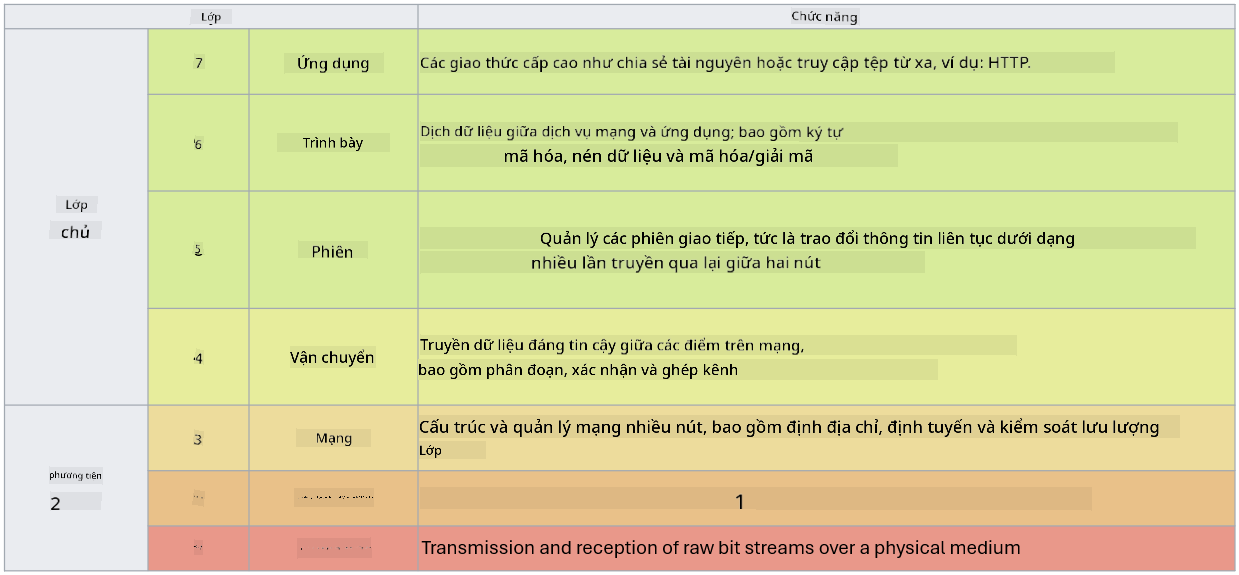 Lớp
Chức năng
Lớp
chủ
7
Ứng dụng
Các giao thức cấp cao như chia sẻ tài nguyên hoặc truy cập tệp từ xa, ví dụ: HTTP.
6
Trình bày
Dịch dữ liệu giữa dịch vụ mạng và ứng dụng; bao gồm ký tự
mã hóa, nén dữ liệu và mã hóa/giải mã
5
Phiên
Quản lý các phiên giao tiếp, tức là trao đổi thông tin liên tục dưới dạng
nhiều lần truyền qua lại giữa hai nút
4
Vận chuyển
Truyền dữ liệu đáng tin cậy giữa các điểm trên mạng,
bao gồm phân đoạn, xác nhận và ghép kênh
phương tiện
2
3
Mạng
Cấu trúc và quản lý mạng nhiều nút, bao gồm định địa chỉ, định tuyến và kiểm soát lưu lượng
Lớp
1
Transmission and reception of raw bit streams over a physical medium